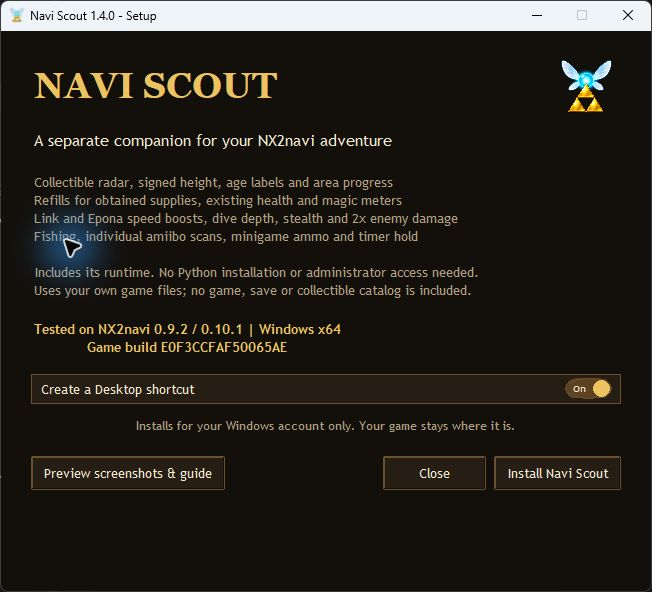 Navi Scout 1.4.0 - Setup
NAVI SCOUT
A separate companion for your NX2navi adventure
Collectible radar, signed height, age labels and area progress
Refills for obtained supplies, existing health and magic meters
Link and Epona speed boosts, dive depth, stealth and 2x enemy damage
Fishing, individual amiibo scans, minigame ammo and timer hold
Includes its runtime. No Python installation or administrator access needed.
Uses your own game files; no game, save or collectible catalog is included.
Tested on NX2navi 0.9.2 / 0.10.1 | Windows x64
Game build E0F3CCFAF50065AE
Create a Desktop shortcut On
Installs for your Windows account only. Your game stays where it is.
Preview screenshots & guide Close Install Navi Scout